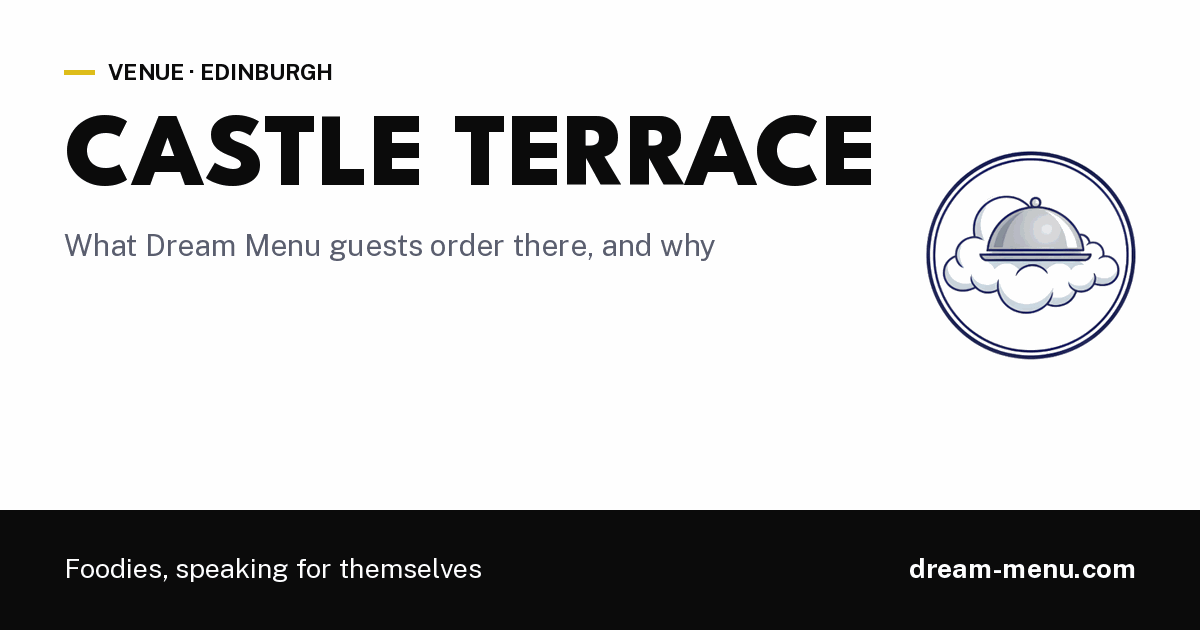 VENUE · EDINBURGH
CASTLE TERRACE
What Dream Menu guests order there, and why
Foodies, speaking for themselves
dream-menu.com